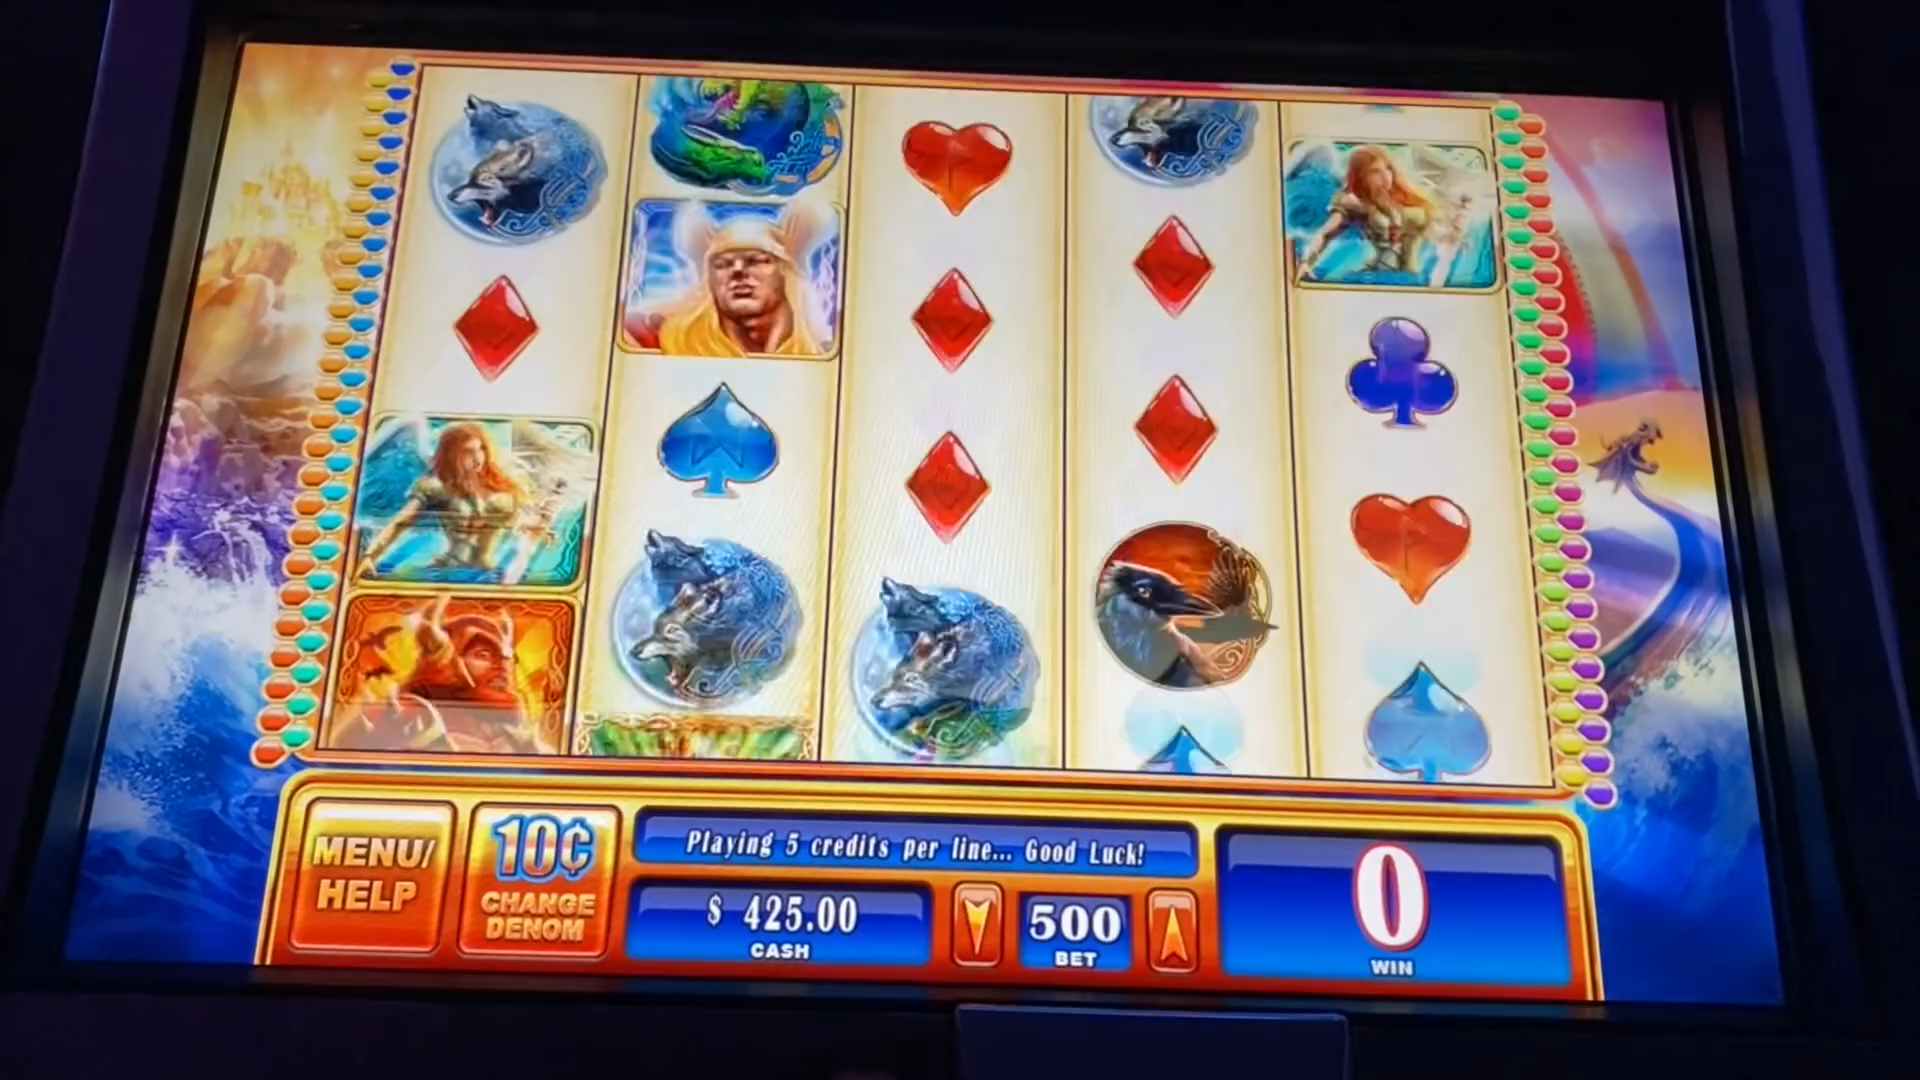 MENU/
HELP
10¢
CHANGE
DENOM
Playing 5 credits per line... Good Luck!
$ 425.00
CASH
500
BET
0
WIN